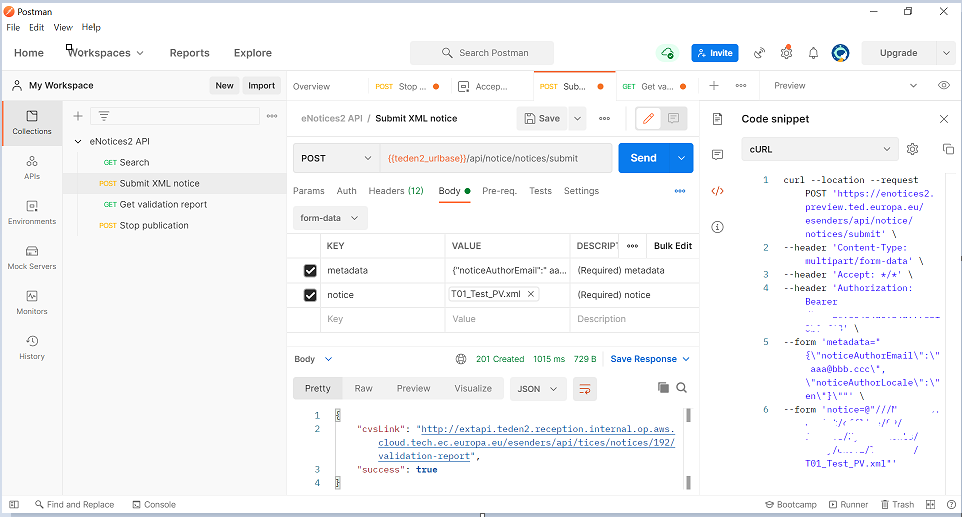 Postman
File Edit View Help
Home Workspaces Reports Explore Search Postman Invite Upgrade
My Workspace New Import
Overview POST Stop ... GET Accep... POST Sub... GET Get va... Preview
Collections
APIs
Environments
Mock Servers
Monitors
History
eNotices2 API
GET Search
POST Submit XML notice
GET Get validation report
POST Stop publication
eNotices2 API / Submit XML notice Save
POST {{teden2_urlbase}}/api/notice/notices/submit Send
Params Auth Headers (12) Body Pre-req. Tests Settings
form-data
KEY VALUE DESCRIPT Bulk Edit
metadata {"noticeAuthorEmail":" aa... (Required) metadata
notice T01_Test_PV.xml (Required) notice
Key Value Description
Body 201 Created 1015 ms 729 B Save Response
Pretty Raw Preview Visualize JSON
1 {
2 "cvsLink": "http://extapi.teden2.reception.internal.op.aws.
cloud.tech.ec.europa.eu/esenders/api/tices/notices/192/
validation-report",
3 "success": true
4 }
Code snippet
cURL
1 curl --location --request
POST 'https://enotices2.
preview.ted.europa.eu/
esenders/api/notice/
notices/submit' \
2 --header 'Content-Type:
multipart/form-data' \
3 --header 'Accept: */*' \
4 --header 'Authorization:
Bearer
' \
5 --form 'metadata="
{\"noticeAuthorEmail\":\"
aaa@bbb.ccc\",
\"noticeAuthorLocale\":\"
en\"}\""' \
6 --form 'notice=@"///
T01_Test_PV.xml"'
Find and Replace Console Bootcamp Runner Trash